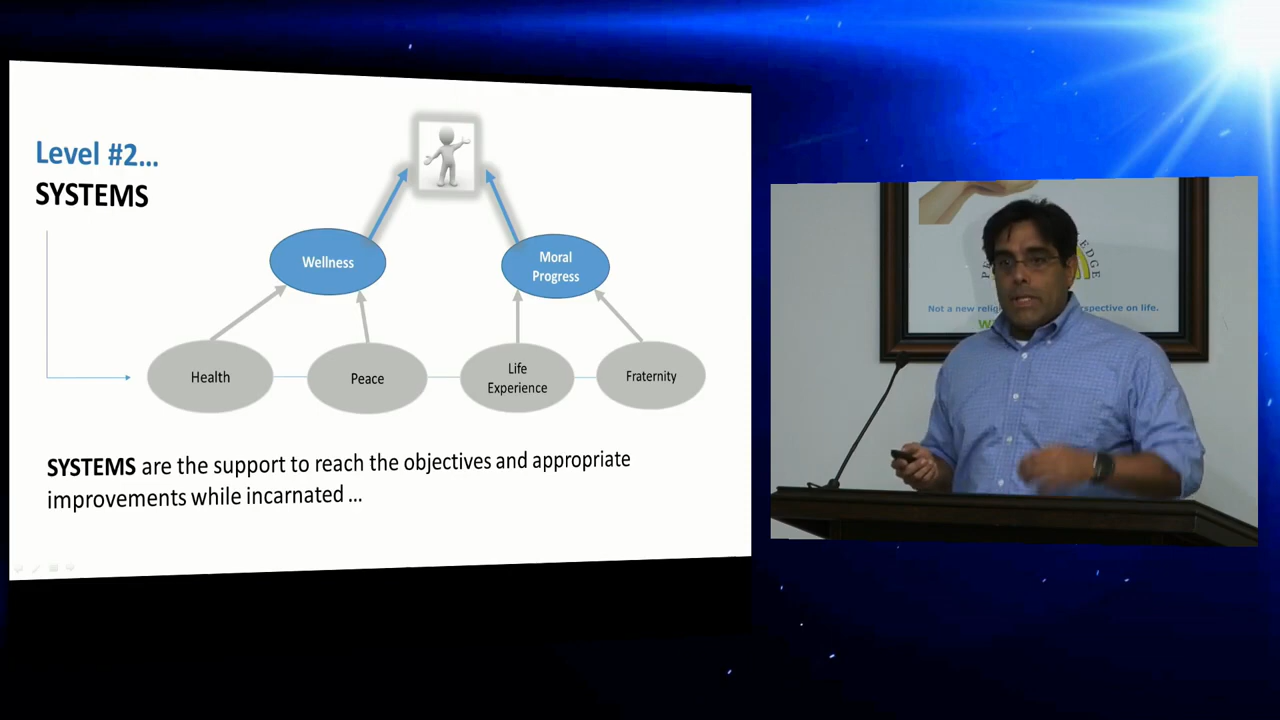 Level #2...
SYSTEMS
Wellness
Moral
Progress
Health
Peace
Life
Experience
Fraternity
SYSTEMS are the support to reach the objectives and appropriate
improvements while incarnated ...
EDGE
Not a new
perspective on life.